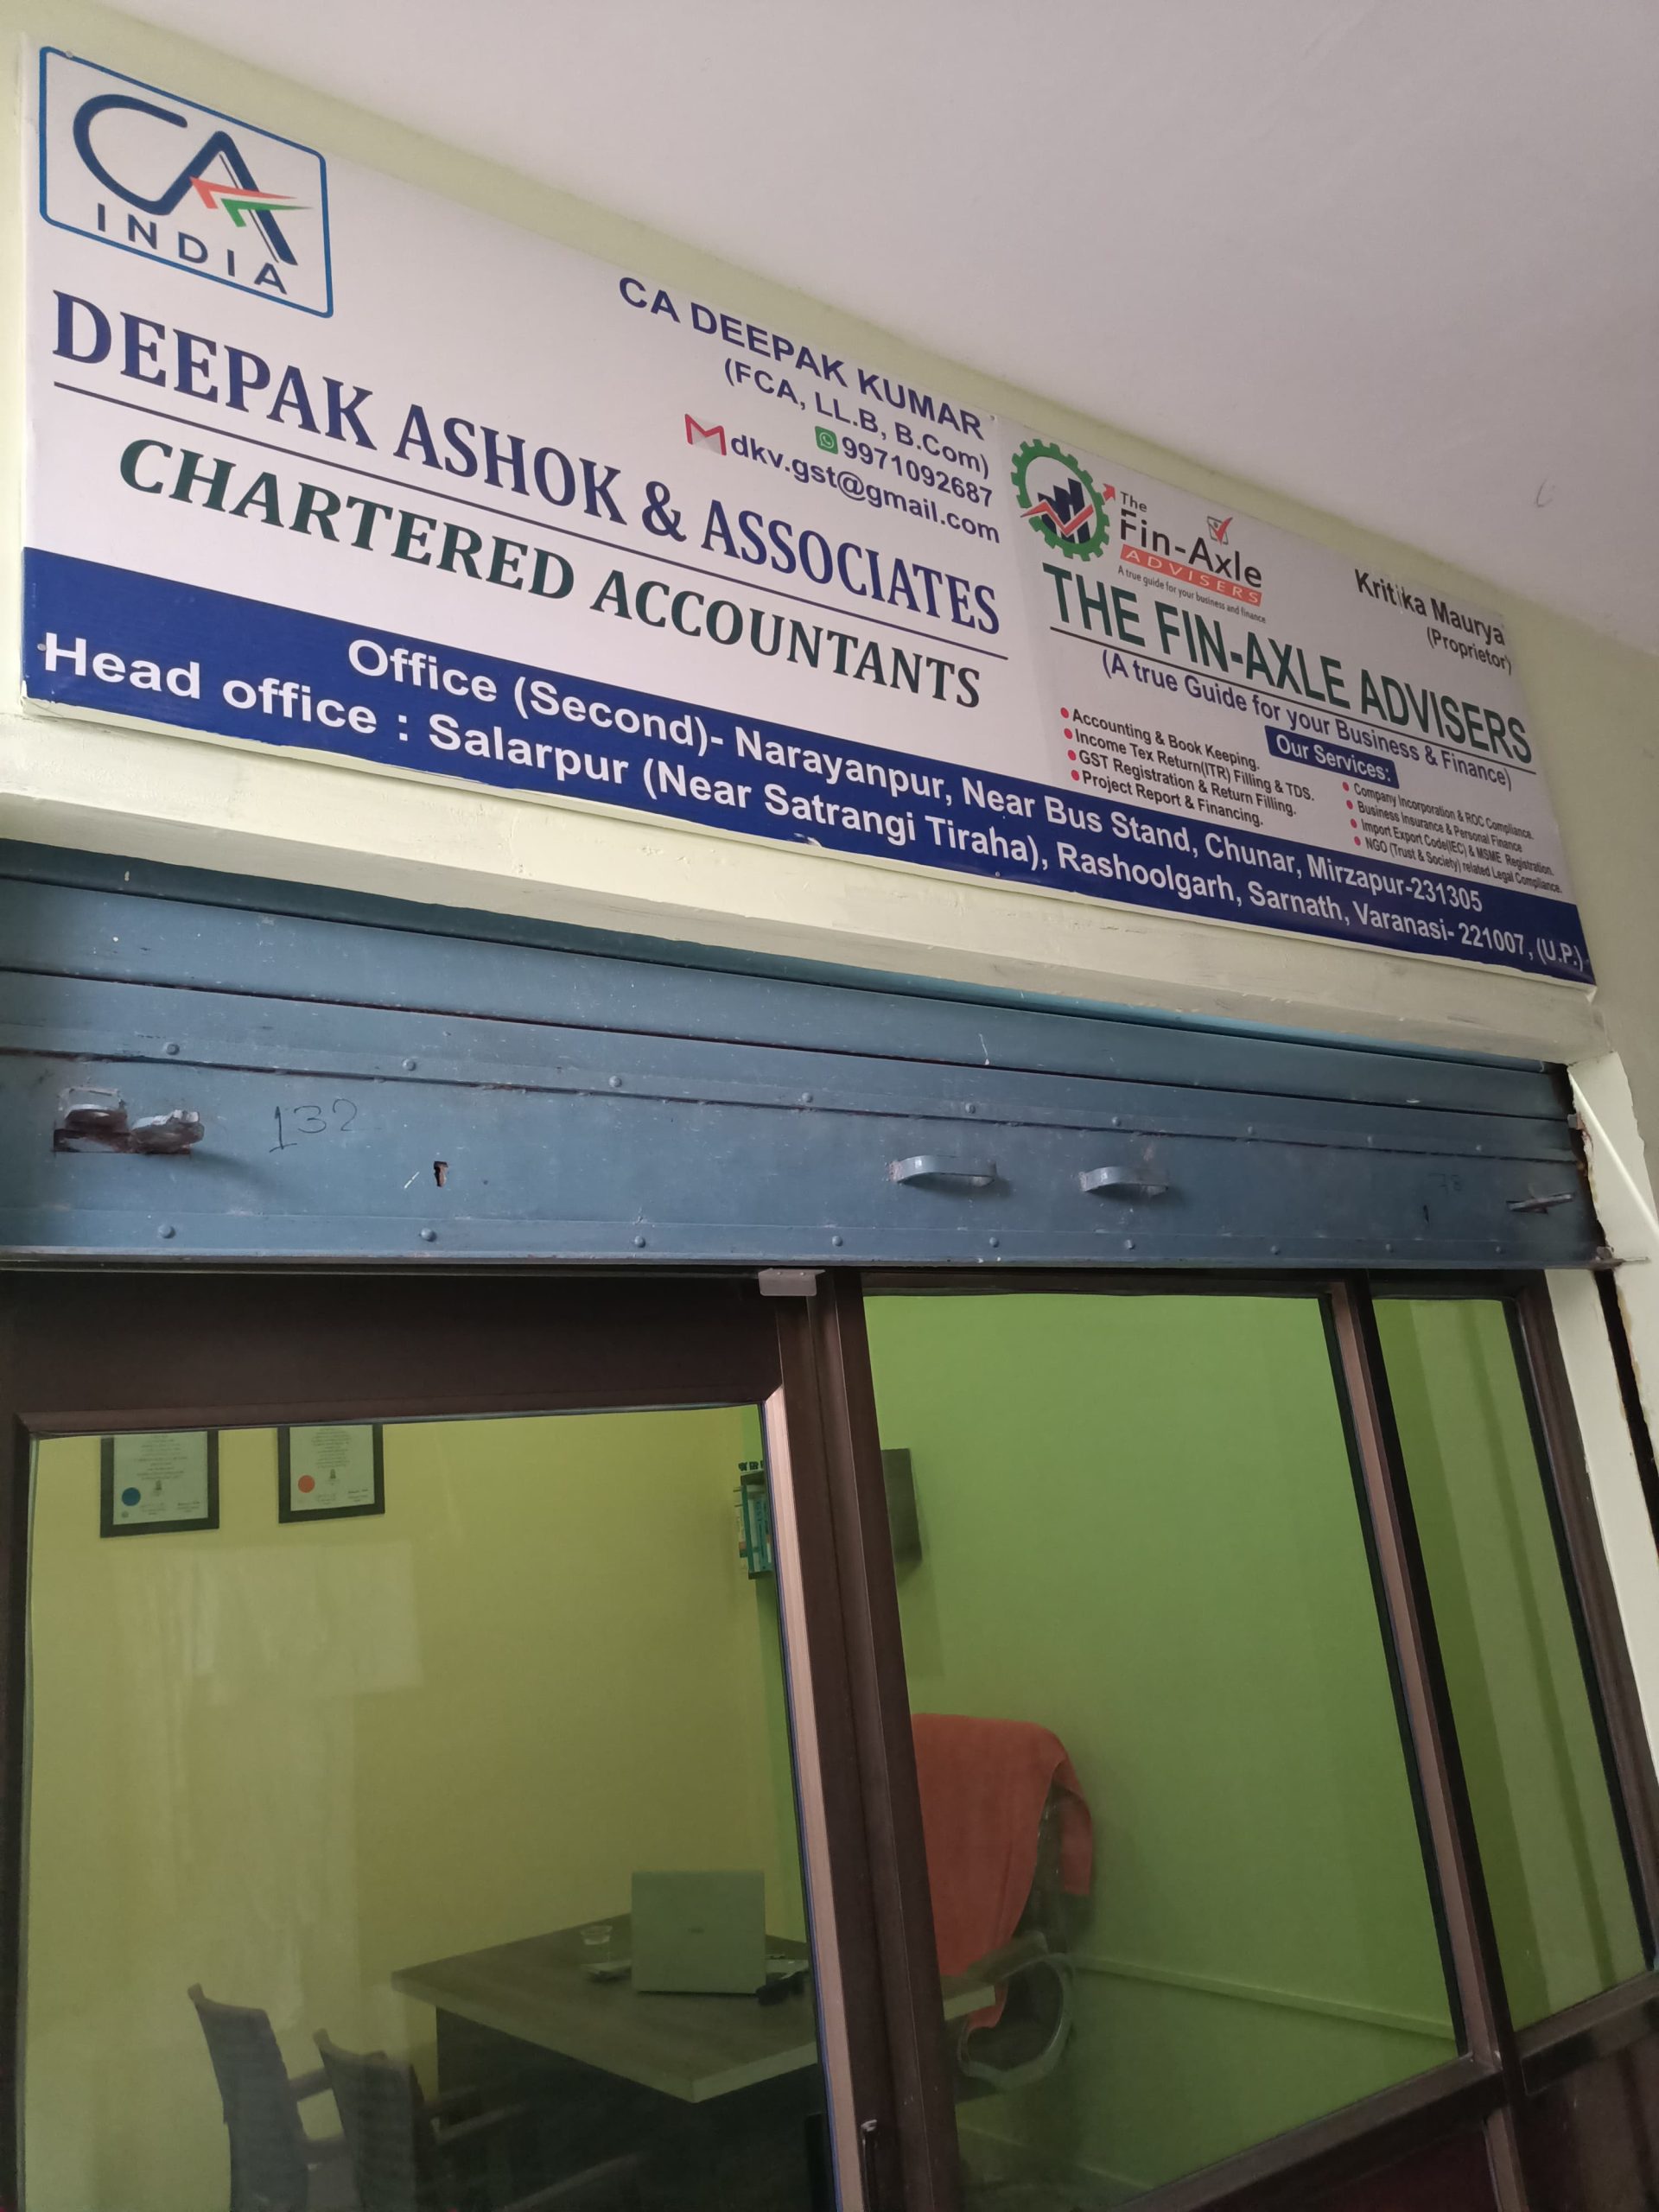 CA
INDIA
CA DEEPAK KUMAR
(FCA, LL.B, B.Com)
9971092687
dkv.gst@gmail.com
DEEPAK ASHOK & ASSOCIATES
CHARTERED ACCOUNTANTS
The
Fin-Axle
ADVISERS
A true guide for your business and finance
Kritika Maurya
(Proprietor)
THE FIN-AXLE ADVISERS
(A true Guide for your Business & Finance)
Our Services:
Accounting & Book Keeping.
Income Tex Return(ITR) Filling & TDS.
GST Registration & Return Filling.
Project Report & Financing.
Company Incorporation & ROC Compliance.
Business Insurance & Personal Finance
Import Export Code(IEC) & MSME Registration.
NGO (Trust & Society) related Legal Compliance.
Office (Second)- Narayanpur, Near Bus Stand, Chunar, Mirzapur-231305
Head office : Salarpur (Near Satrangi Tiraha), Rashoolgarh, Sarnath, Varanasi- 221007, (U.P.)
132